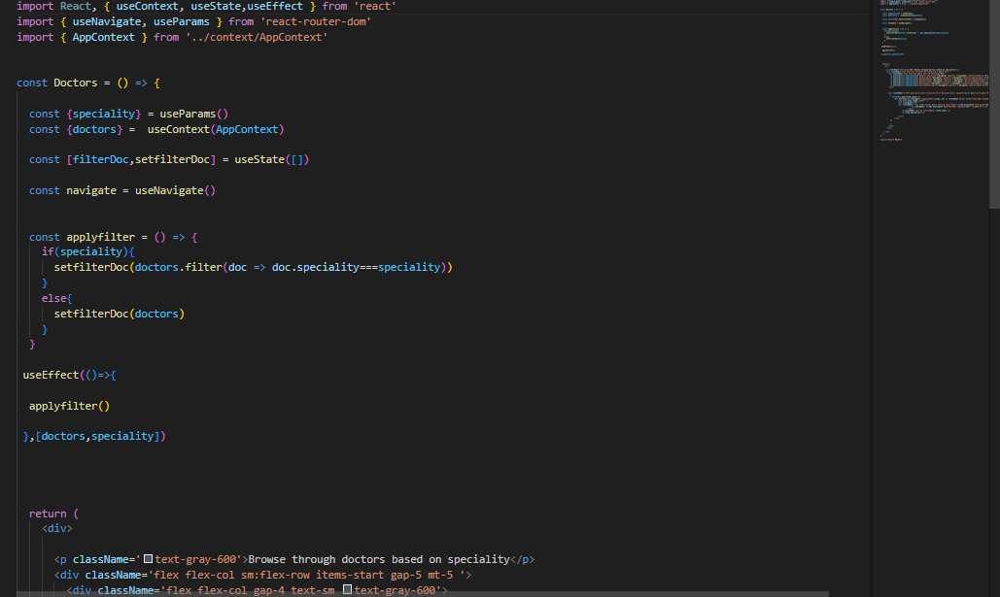 import React, { useContext, useState,useEffect } from 'react'
import { useNavigate, useParams } from 'react-router-dom'
import { AppContext } from '../context/AppContext'
const Doctors = () => {
const {speciality} = useParams()
const {doctors} =  useContext(AppContext)
const [filterDoc,setfilterDoc] = useState([])
const navigate = useNavigate()
const applyfilter = () => {
if(speciality){
setfilterDoc(doctors.filter(doc => doc.speciality===speciality))
}
else{
setfilterDoc(doctors)
}
}
useEffect(()=>{
applyfilter()
},[doctors,speciality])
return (
<div>
<p className='text-gray-600'>Browse through doctors based on speciality</p>
<div className='flex flex-col sm:flex-row items-start gap-5 mt-5 '>
<div className='flex flex-col gap-4 text-sm text-gray-600'>